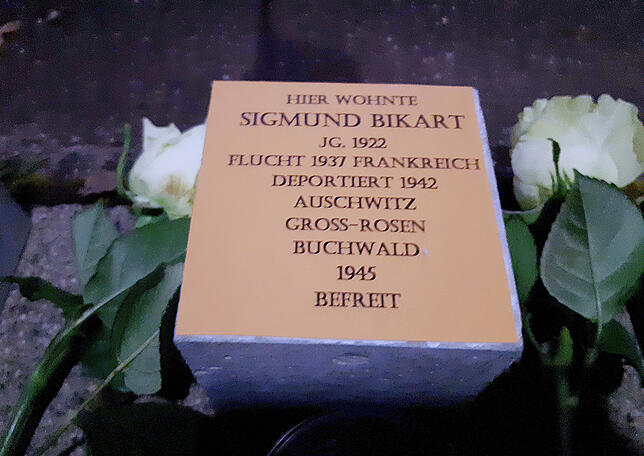 HIER WOHNTE
SIGMUND BIKART
JG. 1922
FLUCHT 1937 FRANKREICH
DEPORTIERT 1942
AUSCHWITZ
GROSS-ROSEN
BUCHWALD
1945
BEFREIT